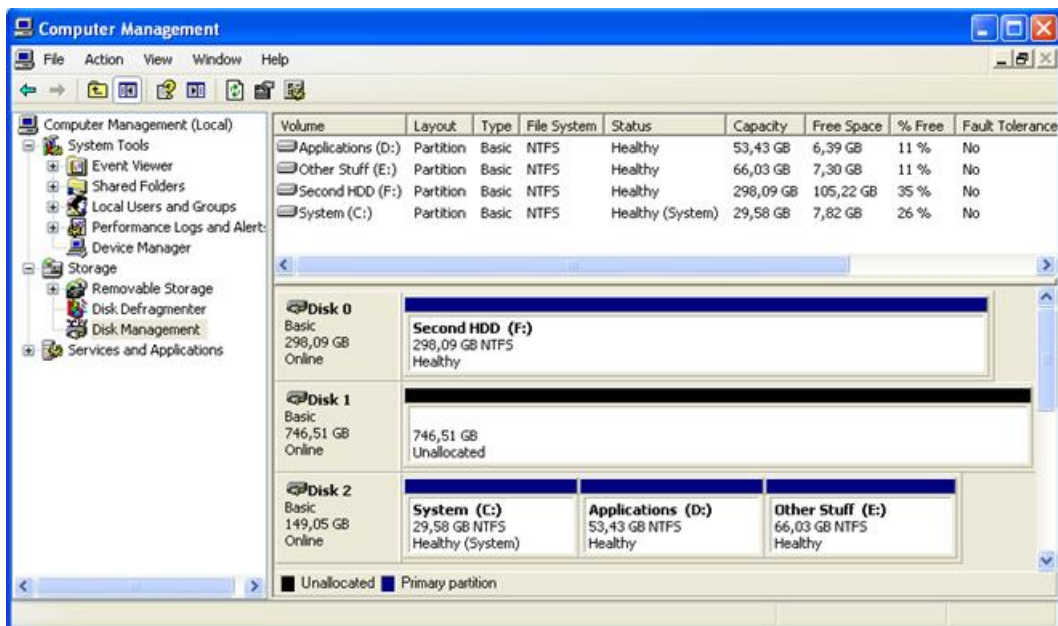 Computer Management
File Action View Window Help
Computer Management (Local)
System Tools
Event Viewer
Shared Folders
Local Users and Groups
Performance Logs and Alert
Device Manager
Storage
Removable Storage
Disk Defragmenter
Disk Management
Services and Applications
Volume Layout Type File System Status Capacity Free Space % Free Fault Tolerance
Applications (D:) Partition Basic NTFS Healthy 53,43 GB 6,39 GB 11 % No
Other Stuff (E:) Partition Basic NTFS Healthy 66,03 GB 7,30 GB 11 % No
Second HDD (F:) Partition Basic NTFS Healthy 298,09 GB 105,22 GB 35 % No
System (C:) Partition Basic NTFS Healthy (System) 29,58 GB 7,82 GB 26 % No
Disk 0
Basic
298,09 GB
Online
Second HDD (F:)
298,09 GB NTFS
Healthy
Disk 1
Basic
746,51 GB
Online
746,51 GB
Unallocated
Disk 2
Basic
149,05 GB
Online
System (C:)
29,58 GB NTFS
Healthy (System)
Applications (D:)
53,43 GB NTFS
Healthy
Other Stuff (E:)
66,03 GB NTFS
Healthy
Unallocated Primary partition